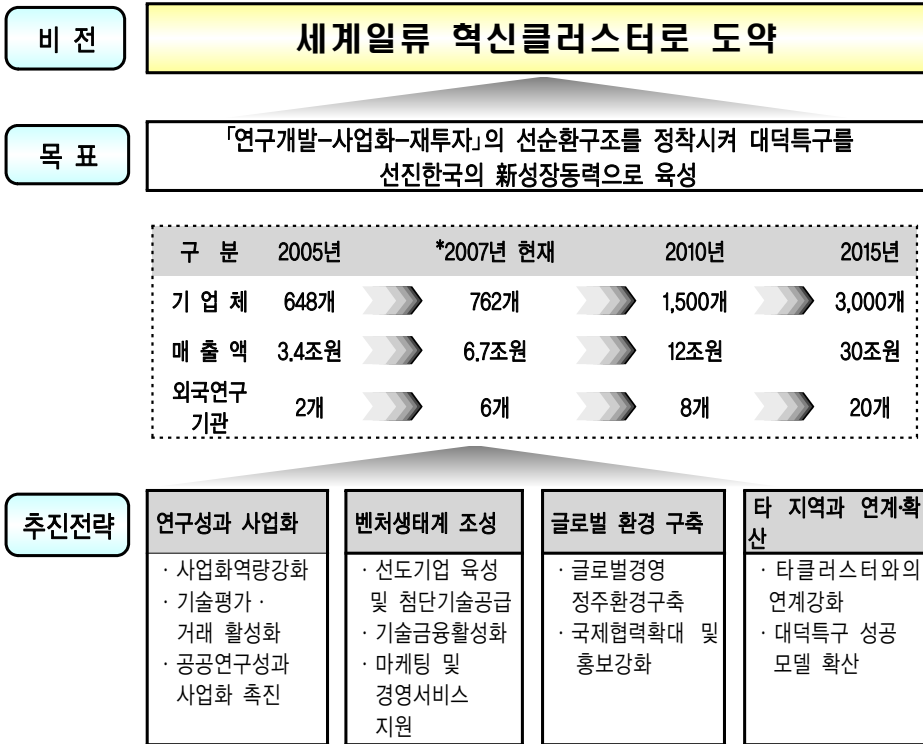 비 전
세계일류 혁신클러스터로 도약
목 표
「연구개발-사업화-재투자」의 선순환구조를 정착시켜 대덕특구를
선진한국의 新성장동력으로 육성
구 분 2005년 *2007년 현재 2010년 2015년
기 업 체 648개 762개 1,500개 3,000개
매 출 액 3.4조원 6.7조원 12조원 30조원
외국연구
기관 2개 6개 8개 20개
추진전략
연구성과 사업화
· 사업화역량강화
· 기술평가 ·
거래 활성화
· 공공연구성과
사업화 촉진
벤처생태계 조성
· 선도기업 육성
및 첨단기술공급
· 기술금융활성화
· 마케팅 및
경영서비스
지원
글로벌 환경 구축
· 글로벌경영
정주환경구축
· 국제협력확대 및
홍보강화
타 지역과 연계·확
산
· 타클러스터와의
연계강화
· 대덕특구 성공
모델 확산